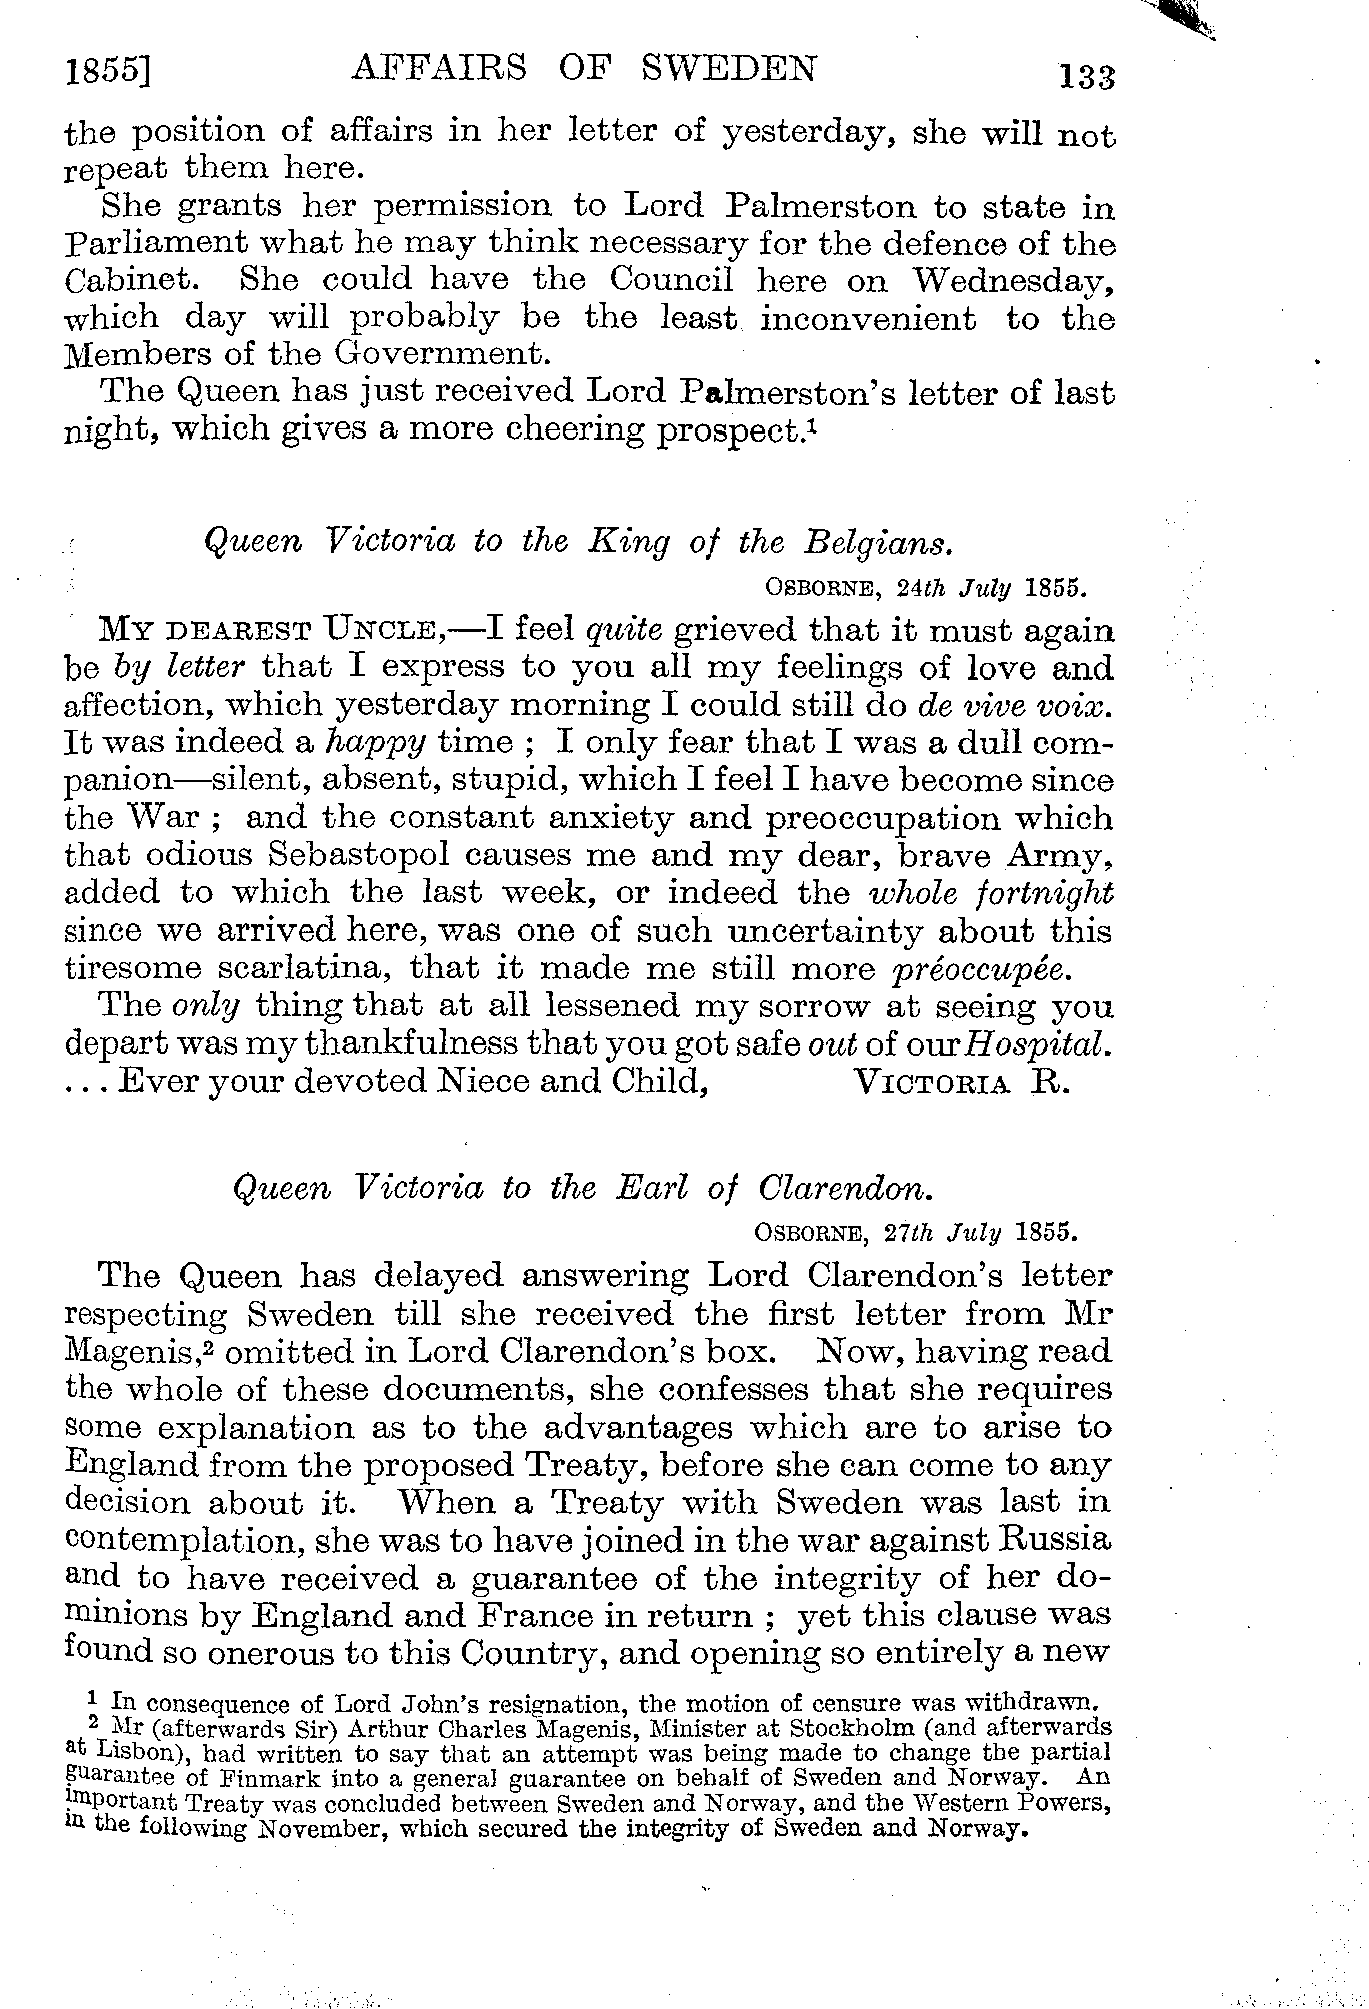 1855] AFFAIRS OF SWEDEN 133
the position of affairs in her letter of yesterday, she will not
repeat them here.
She grants her permission to Lord Palmerston to state in
Parliament what he may think necessary for the defence of the
Cabinet. She could have the Council here on Wednesday,
which day will probably be the least inconvenient to the
Members of the Government.
The Queen has just received Lord Palmerston's letter of last
night, which gives a more cheering prospect.¹
Queen Victoria to the King of the Belgians.
OSBORNE, 24th July 1855.
MY DEAREST UNCLE,—I feel quite grieved that it must again
be by letter that I express to you all my feelings of love and
affection, which yesterday morning I could still do de vive voix.
It was indeed a happy time ; I only fear that I was a dull com-
panion—silent, absent, stupid, which I feel I have become since
the War ; and the constant anxiety and preoccupation which
that odious Sebastopol causes me and my dear, brave Army,
added to which the last week, or indeed the whole fortnight
since we arrived here, was one of such uncertainty about this
tiresome scarlatina, that it made me still more préoccupée.
The only thing that at all lessened my sorrow at seeing you
depart was my thankfulness that you got safe out of our Hospital.
... Ever your devoted Niece and Child, VICTORIA R.
Queen Victoria to the Earl of Clarendon.
OSBORNE, 27th July 1855.
The Queen has delayed answering Lord Clarendon's letter
respecting Sweden till she received the first letter from Mr
Magenis,² omitted in Lord Clarendon's box. Now, having read
the whole of these documents, she confesses that she requires
some explanation as to the advantages which are to arise to
England from the proposed Treaty, before she can come to any
decision about it. When a Treaty with Sweden was last in
contemplation, she was to have joined in the war against Russia
and to have received a guarantee of the integrity of her do-
minions by England and France in return ; yet this clause was
found so onerous to this Country, and opening so entirely a new
¹ In consequence of Lord John's resignation, the motion of censure was withdrawn.
² Mr (afterwards Sir) Arthur Charles Magenis, Minister at Stockholm (and afterwards
at Lisbon), had written to say that an attempt was being made to change the partial
guarantee of Finmark into a general guarantee on behalf of Sweden and Norway. An
important Treaty was concluded between Sweden and Norway, and the Western Powers,
in the following November, which secured the integrity of Sweden and Norway.